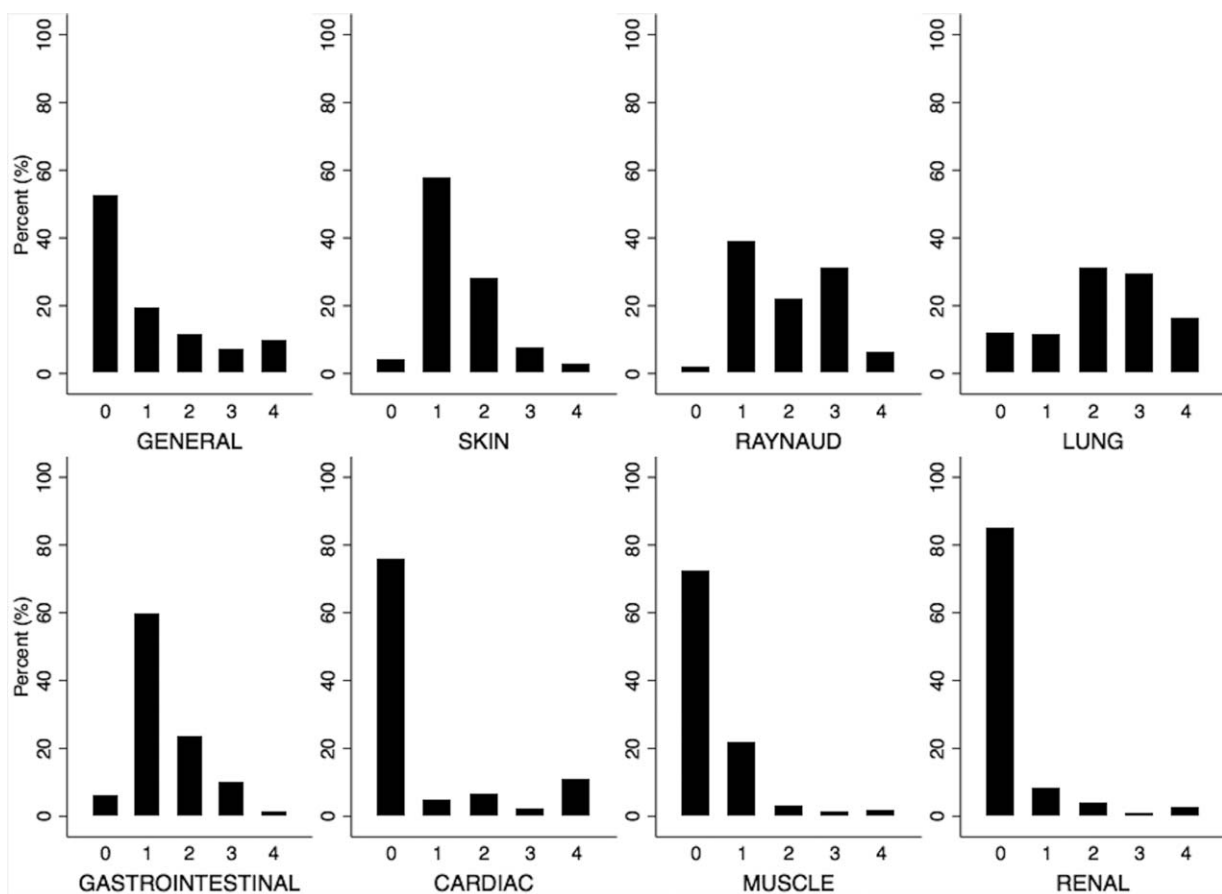 100 100 100 100
80 80 80 80
60 60 60 60
Percent (%)
40 40 40 40
20 20 20 20
0 0 0 0
0 1 2 3 4 0 1 2 3 4 0 1 2 3 4 0 1 2 3 4
GENERAL SKIN RAYNAUD LUNG
100 100 100 100
80 80 80 80
60 60 60 60
Percent (%)
40 40 40 40
20 20 20 20
0 0 0 0
0 1 2 3 4 0 1 2 3 4 0 1 2 3 4 0 1 2 3 4
GASTROINTESTINAL CARDIAC MUSCLE RENAL